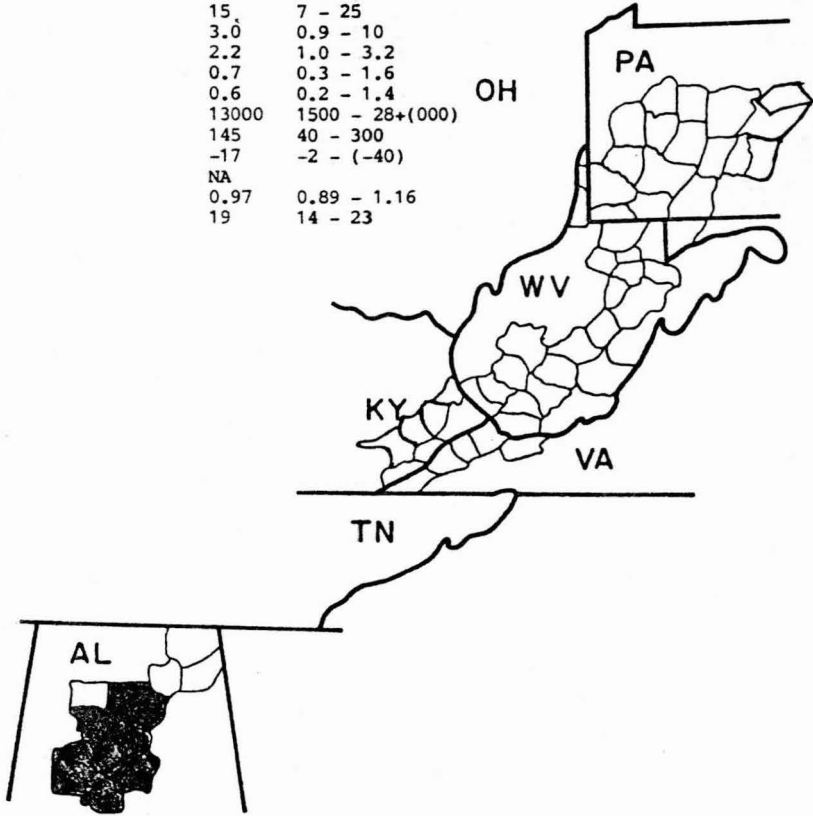 15. 7 - 25
3.0 0.9 - 10
2.2 1.0 - 3.2
0.7 0.3 - 1.6
0.6 0.2 - 1.4
13000 1500 - 28+(000)
145 40 - 300
-17 -2 - (-40)
NA
0.97 0.89 - 1.16
19 14 - 23
OH
PA
WV
KY
VA
TN
AL